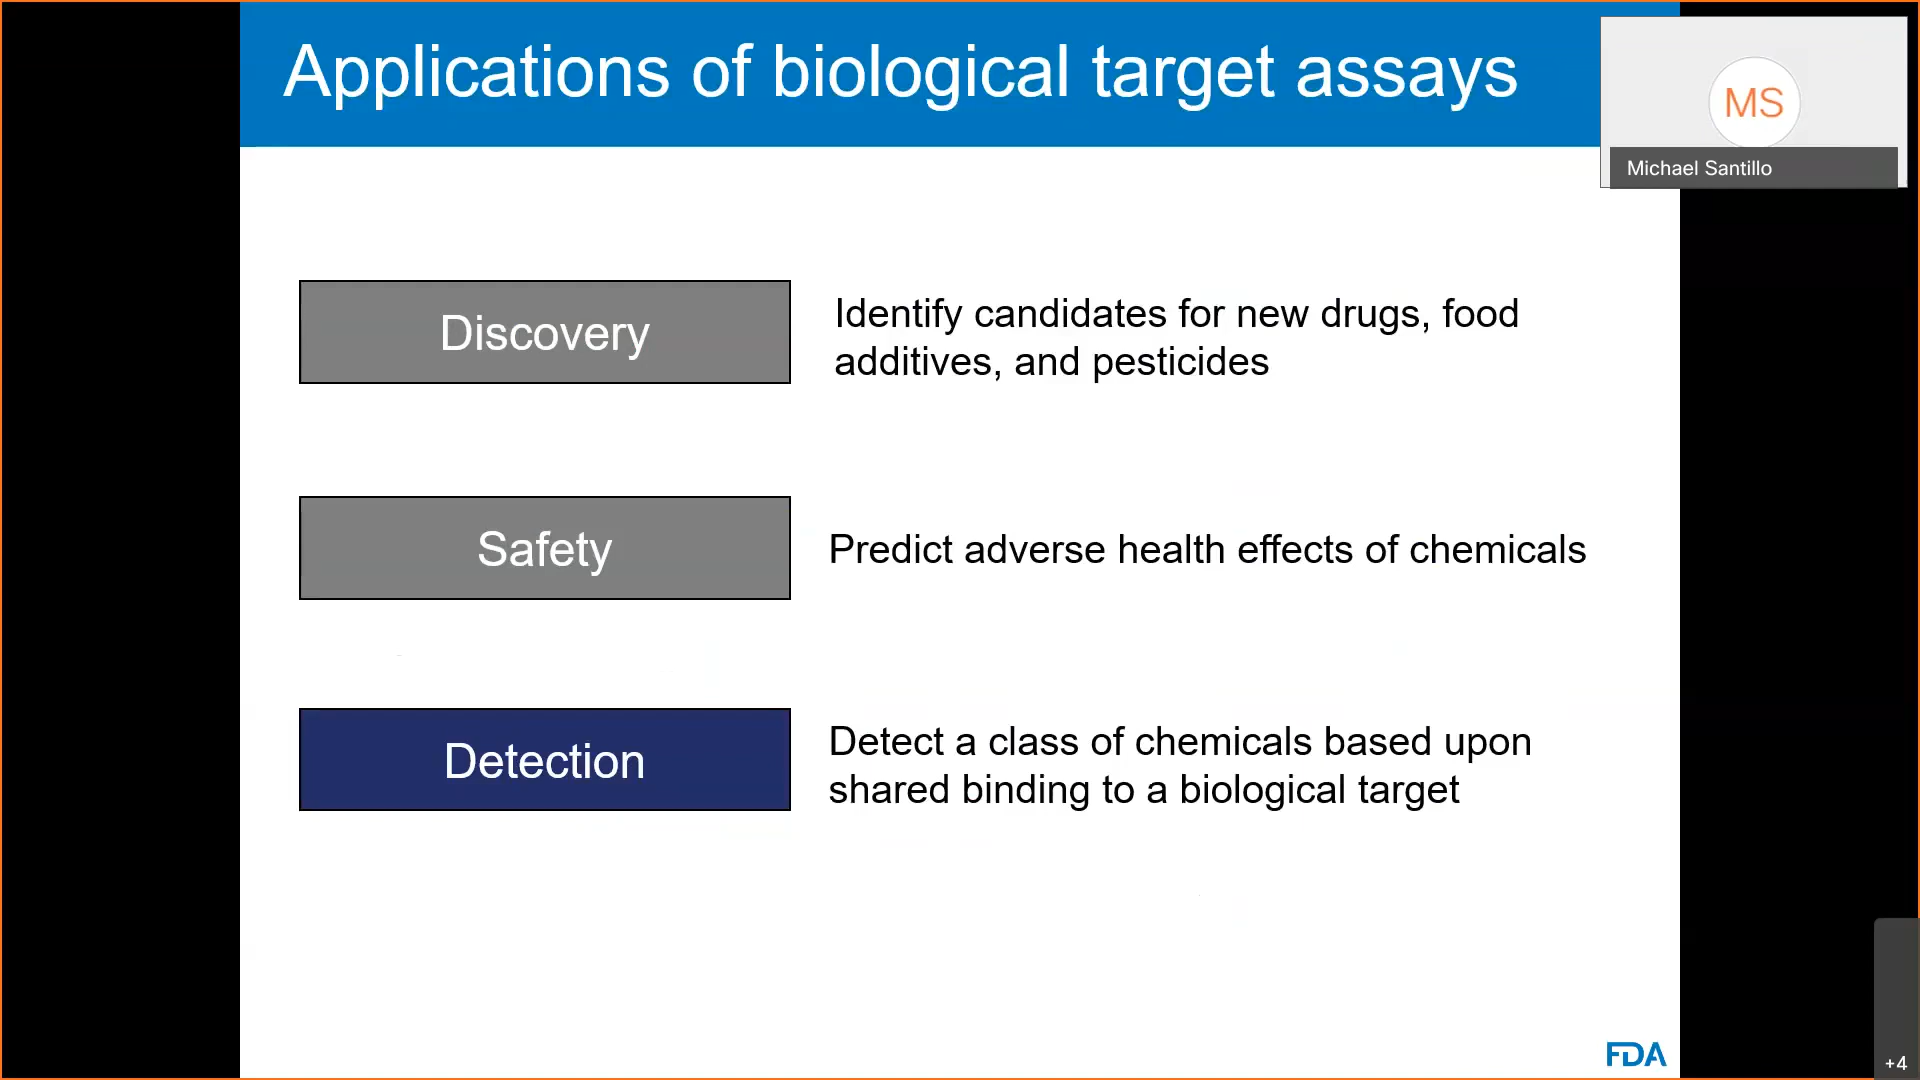 Applications of biological target assays
MS
Michael Santillo
Discovery
Identify candidates for new drugs, food
additives, and pesticides
Safety
Predict adverse health effects of chemicals
Detection
Detect a class of chemicals based upon
shared binding to a biological target
FDA
+4